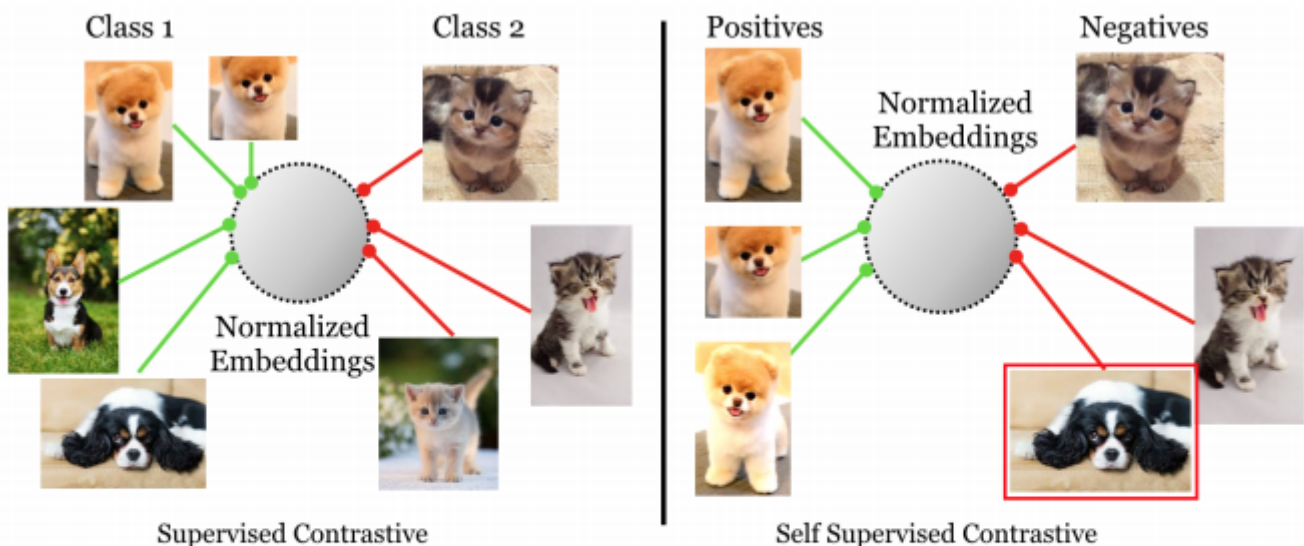 Class 1
Class 2
Normalized
Embeddings
Supervised Contrastive
Positives
Negatives
Normalized
Embeddings
Self Supervised Contrastive